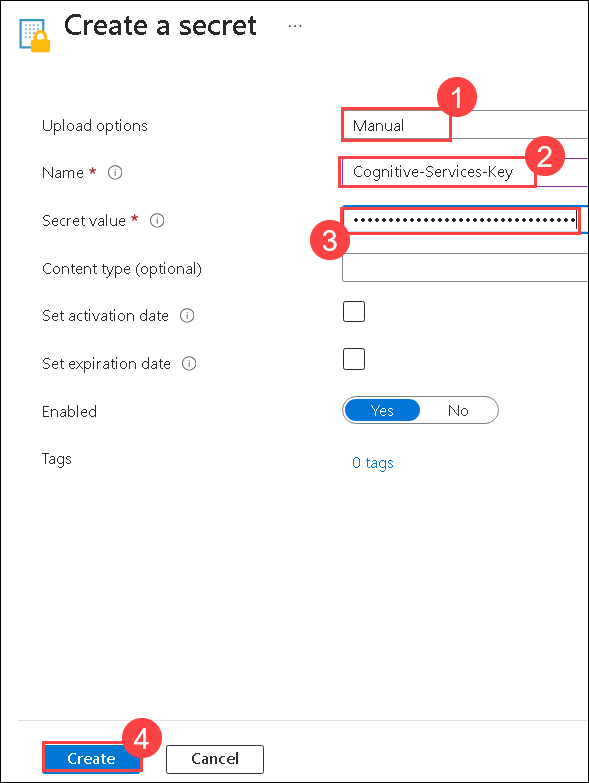 Create a secret ...
1
Upload options Manual
2
Name * Cognitive-Services-Key
Secret value * ••••••••••••••••••••••••••••••••
3
Content type (optional)
Set activation date
Set expiration date
Enabled Yes No
Tags 0 tags
4
Create Cancel